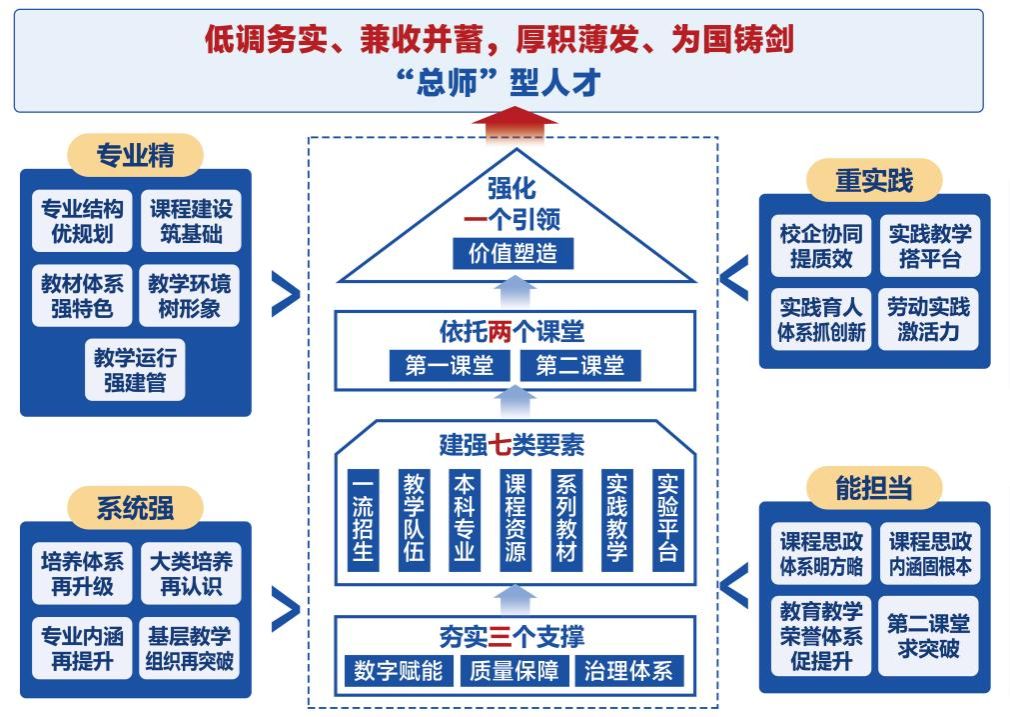 低调务实、兼收并蓄，厚积薄发、为国铸剑
“总师”型人才
专业精
专业结构
优规划
课程建设
筑基础
教材体系
强特色
教学环境
树形象
教学运行
强建管
系统强
培养体系
再升级
大类培养
再认识
专业内涵
再提升
基层教学
组织再突破
强化
一个引领
价值塑造
依托两个课堂
第一课堂
第二课堂
建强七类要素
一流招生
教学队伍
本科专业
课程资源
系列教材
实践教学
实验平台
夯实三个支撑
数字赋能
质量保障
治理体系
重实践
校企协同
提质效
实践教学
搭平台
实践育人
体系抓创新
劳动实践
激活力
能担当
课程思政
体系明方略
课程思政
内涵固根本
教育教学
荣誉体系
促提升
第二课堂
求突破